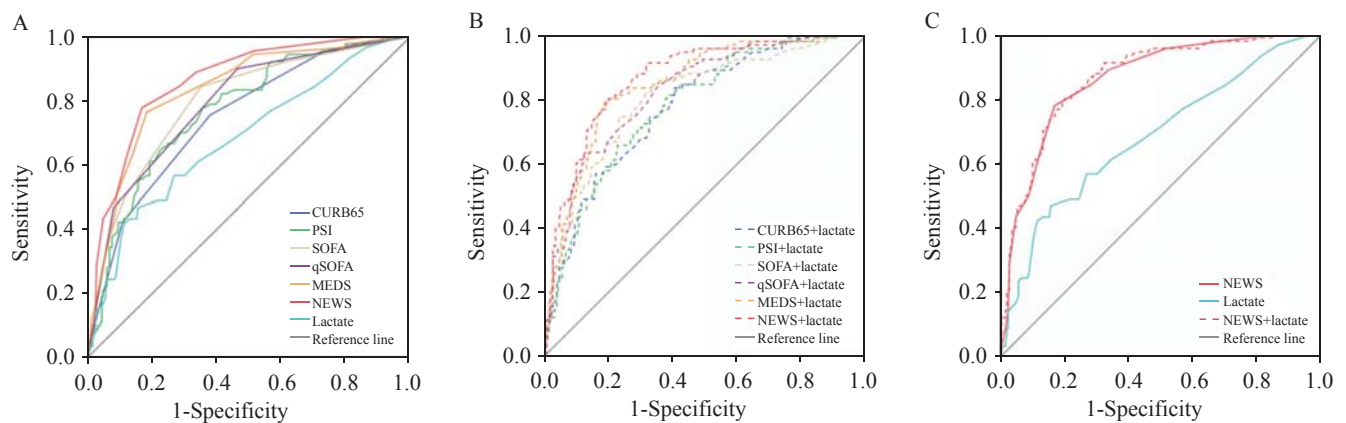 A
1.0
0.8
0.6
0.4
0.2
0.0
Sensitivity
CURB65
PSI
SOFA
qSOFA
MEDS
NEWS
Lactate
Reference line
0.0 0.2 0.4 0.6 0.8 1.0
1-Specificity
B
1.0
0.8
0.6
0.4
0.2
0.0
Sensitivity
CURB65+lactate
PSI+lactate
SOFA+lactate
qSOFA+lactate
MEDS+lactate
NEWS+lactate
Reference line
0.0 0.2 0.4 0.6 0.8 1.0
1-Specificity
C
1.0
0.8
0.6
0.4
0.2
0.0
Sensitivity
NEWS
Lactate
NEWS+lactate
Reference line
0.0 0.2 0.4 0.6 0.8 1.0
1-Specificity